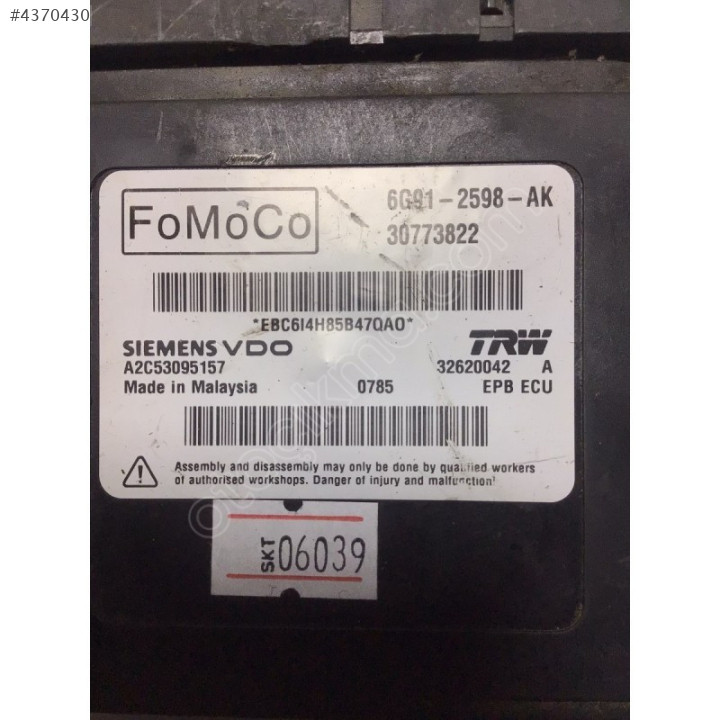 #4370430
FoMoCo
6G91-2598-AK
30773822
*EBC6I4H85B47QAO*
SIEMENS VDO
TRW
A2C53095157
32620042 A
Made in Malaysia 0785 EPB ECU
Assembly and disassembly may only be done by qualified workers
of authorised workshops. Danger of injury and malfunction!
SKT 06039
otocikma.com